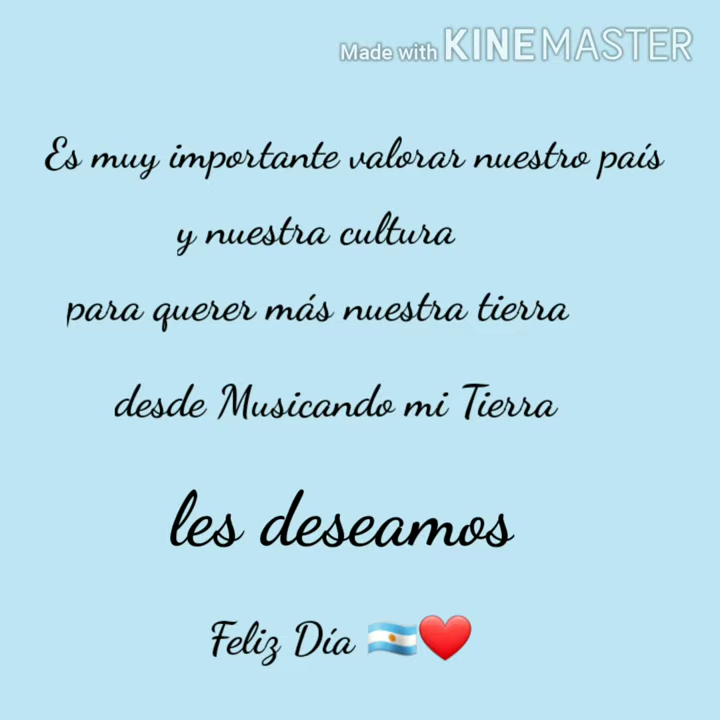 Made with KINEMASTER
Es muy importante valorar nuestro país
y nuestra cultura
para querer más nuestra tierra
desde Musicando mi Tierra
les deseamos
Feliz Día 🇦🇷❤️